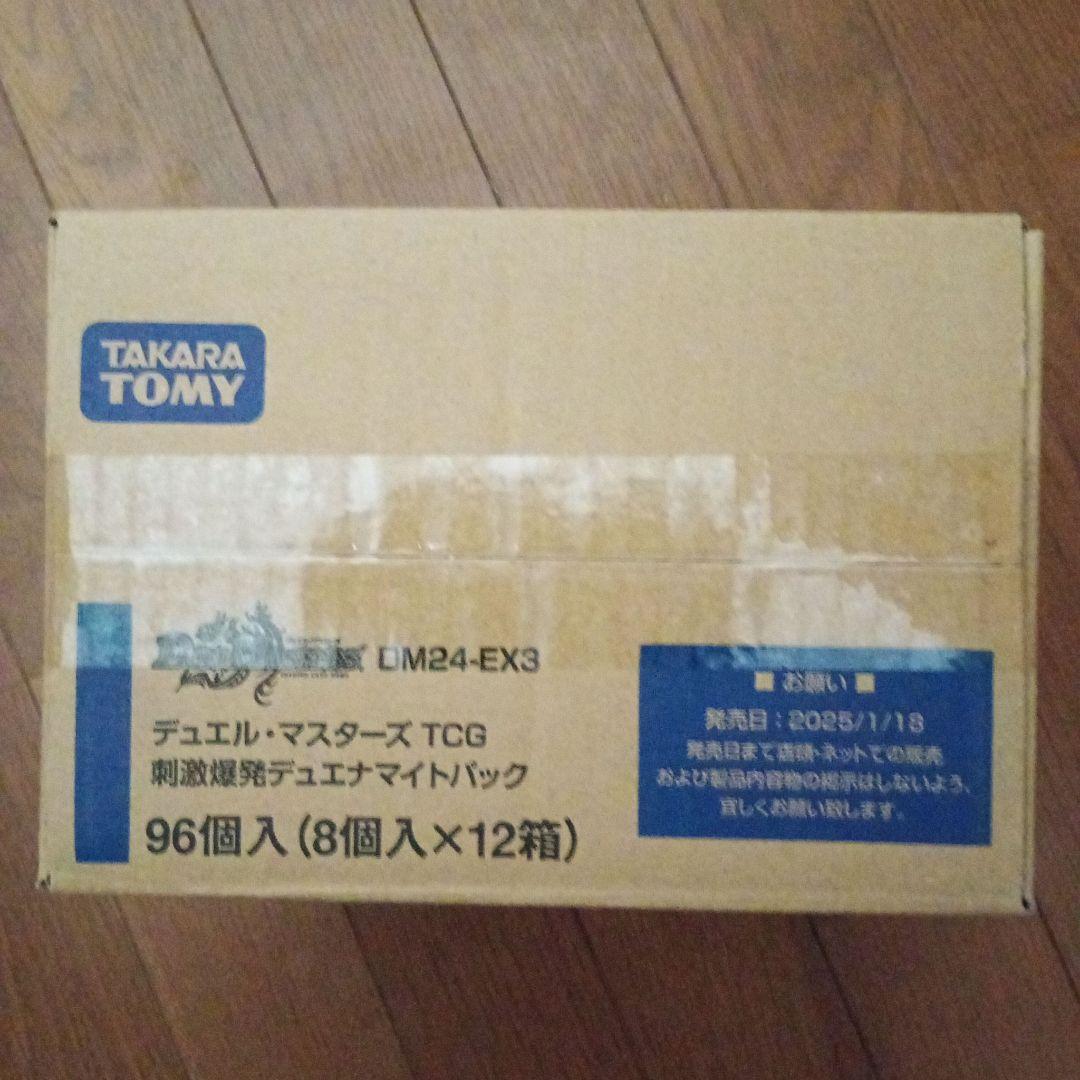 TAKARA
TOMY
DM24-EX3
デュエル・マスターズ TCG
刺激爆発デュエナマイトパック
96個入(8個入×12箱)
■ お願い ■
発売日:2025/1/18
発売日まで店頭・ネットでの販売
および製品内容物の掲示はしないよう、
宜しくお願い致します。